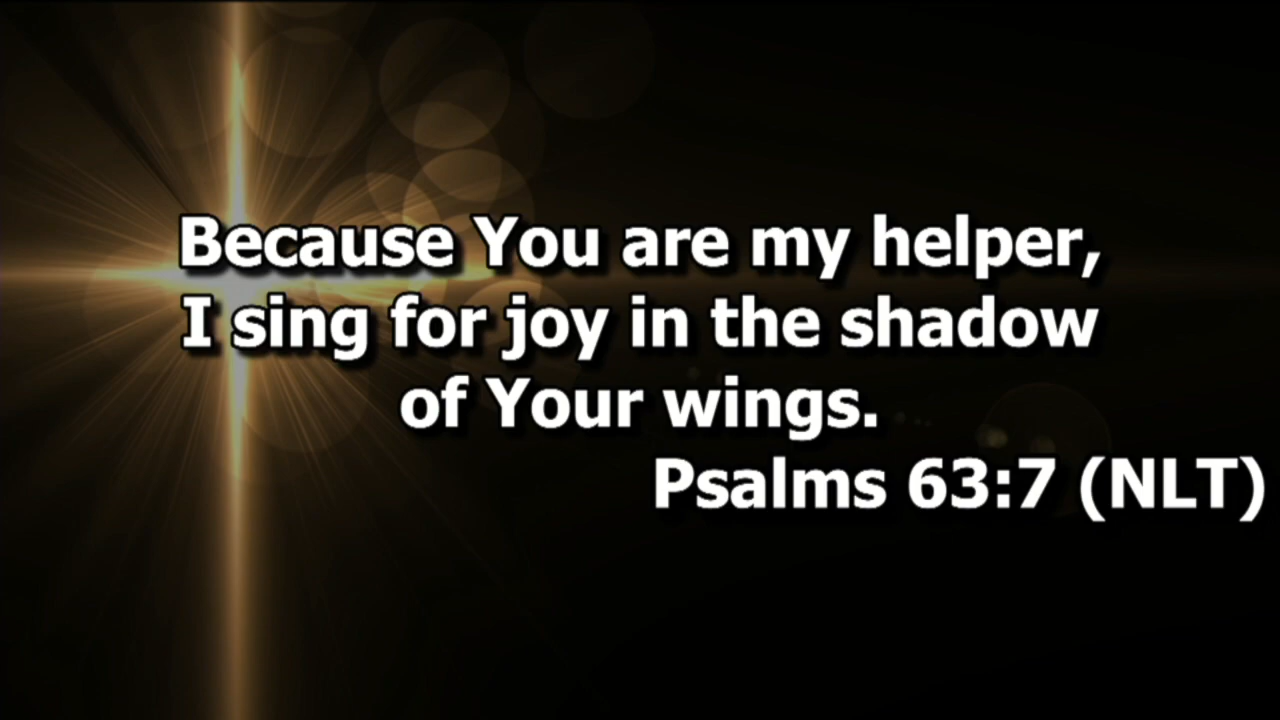 Because You are my helper,
I sing for joy in the shadow
of Your wings.
Psalms 63:7 (NLT)